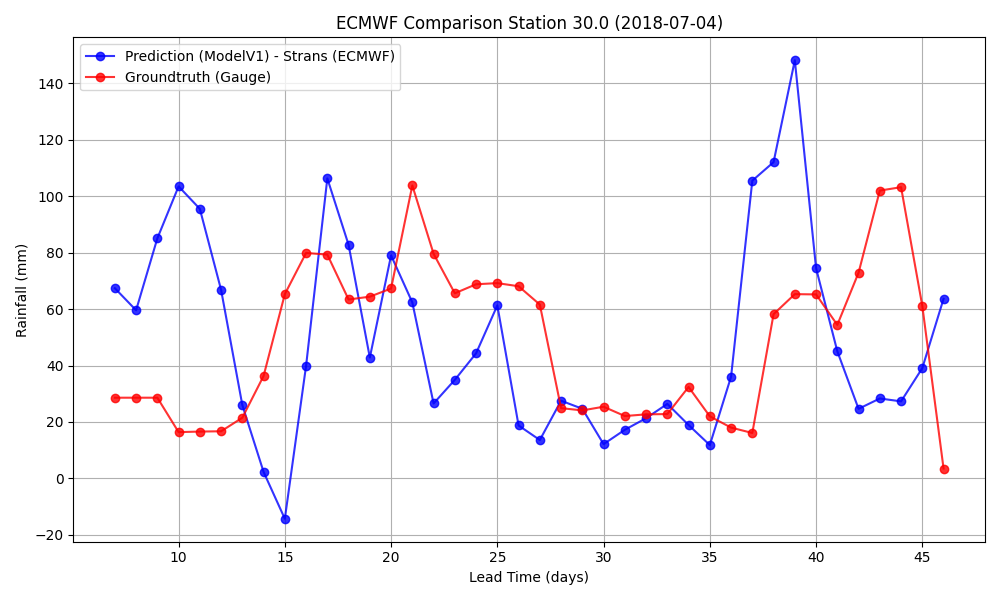 ECMWF Comparison Station 30.0 (2018-07-04)
Prediction (ModelV1) - Strans (ECMWF)
Groundtruth (Gauge)
Rainfall (mm)
140
120
100
80
60
40
20
0
−20
10 15 20 25 30 35 40 45
Lead Time (days)